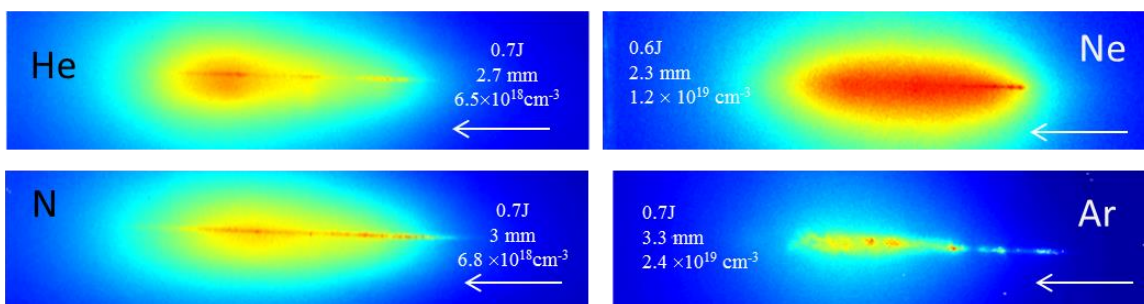 He
0.7J
2.7 mm
6.5×10¹⁸cm⁻³
0.6J
2.3 mm
1.2 × 10¹⁹ cm⁻³
Ne
N
0.7J
3 mm
6.8 ×10¹⁸cm⁻³
0.7J
3.3 mm
2.4×10¹⁹ cm⁻³
Ar